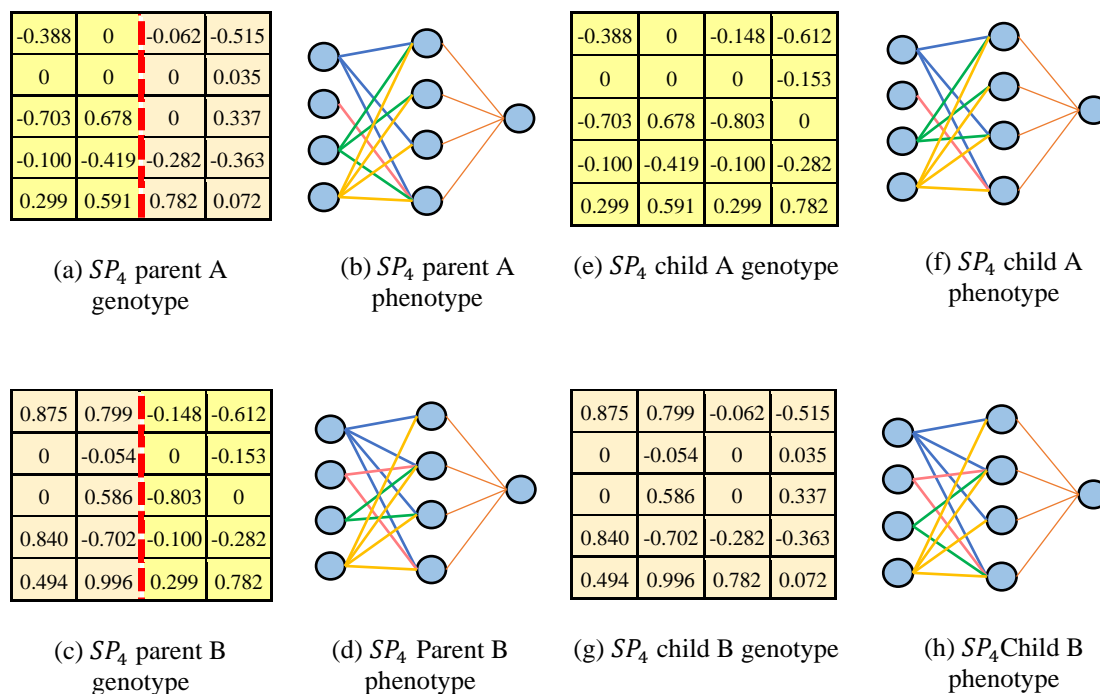 -0.388 0 -0.062 -0.515
0 0 0 0.035
-0.703 0.678 0 0.337
-0.100 -0.419 -0.282 -0.363
0.299 0.591 0.782 0.072
(a) SP₄ parent A
genotype
(b) SP₄ parent A
phenotype
-0.388 0 -0.148 -0.612
0 0 0 -0.153
-0.703 0.678 -0.803 0
-0.100 -0.419 -0.100 -0.282
0.299 0.591 0.299 0.782
(e) SP₄ child A genotype
(f) SP₄ child A
phenotype
0.875 0.799 -0.148 -0.612
0 -0.054 0 -0.153
0 0.586 -0.803 0
0.840 -0.702 -0.100 -0.282
0.494 0.996 0.299 0.782
(c) SP₄ parent B
genotype
(d) SP₄ Parent B
phenotype
0.875 0.799 -0.062 -0.515
0 -0.054 0 0.035
0 0.586 0 0.337
0.840 -0.702 -0.282 -0.363
0.494 0.996 0.782 0.072
(g) SP₄ child B genotype
(h) SP₄Child B
phenotype